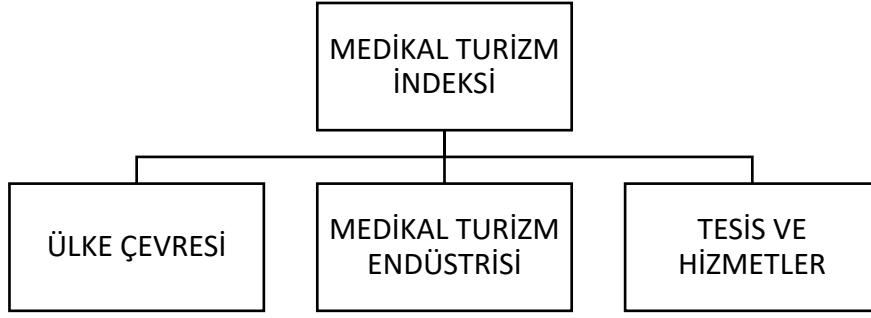 MEDİKAL TURİZM
İNDEKSİ
ÜLKE ÇEVRESİ
MEDİKAL TURİZM
ENDÜSTRİSİ
TESİS VE
HİZMETLER